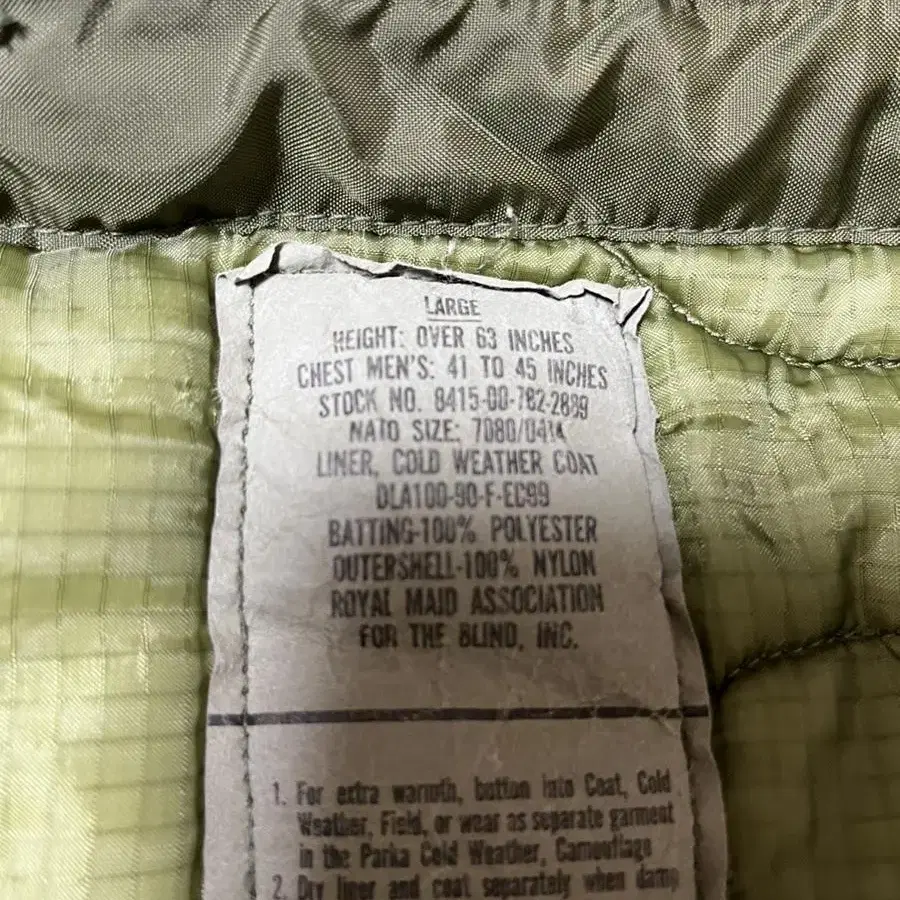 LARGE
HEIGHT: OVER 63 INCHES
CHEST MEN'S: 41 TO 45 INCHES
STOCK NO. 8415-00-782-2889
NATO SIZE: 7080/0414
LINER, COLD WEATHER COAT
DLA100-90-F-EC99
BATTING-100% POLYESTER
OUTERSHELL-100% NYLON
ROYAL MAID ASSOCIATION
FOR THE BLIND, INC.
1. For extra warmth, button into Coat, Cold
Weather, Field, or wear as separate garment
in the Parka Cold Weather, Camouflage
2. Dry liner and coat separately when damp